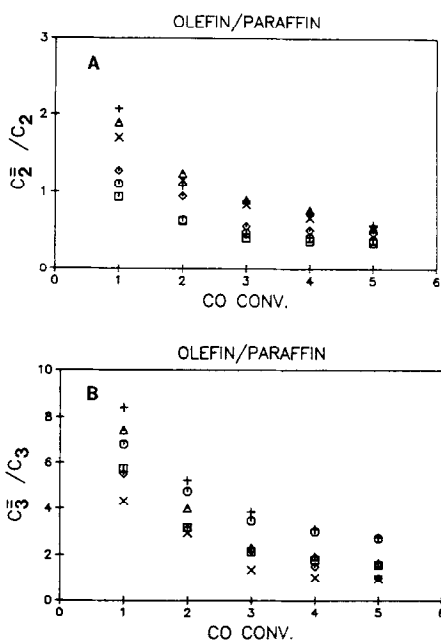 OLEFIN/PARAFFIN
A
3
2
1
0
C₂⁼ /C₂
0 1 2 3 4 5 6
CO CONV.
OLEFIN/PARAFFIN
B
10
8
6
4
2
0
C₃⁼ /C₃
0 1 2 3 4 5 6
CO CONV.